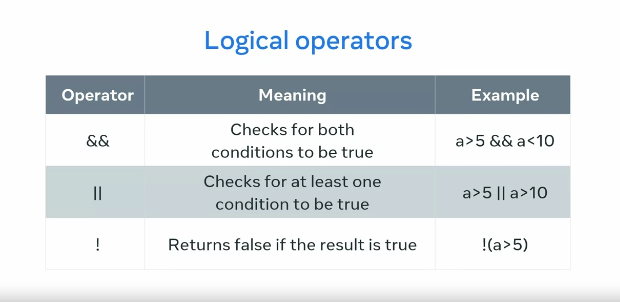 Logical operators
Operator Meaning Example
&& Checks for both conditions to be true a>5 && a<10
|| Checks for at least one condition to be true a>5 || a>10
! Returns false if the result is true !(a>5)